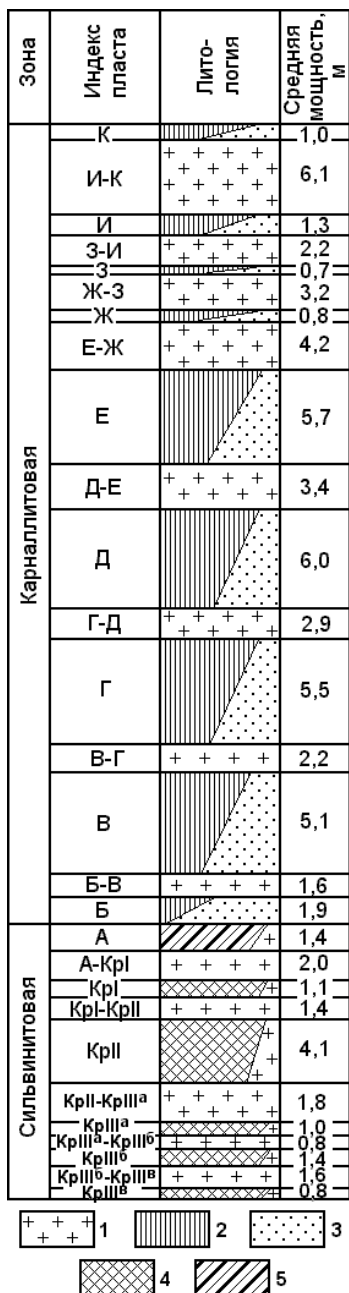 Зона Индекс пласта Лито-логия Средняя мощность, м
Карналлитовая
К 1,0
И-К 6,1
И 1,3
З-И 2,2
З 0,7
Ж-З 3,2
Ж 0,8
Е-Ж 4,2
Е 5,7
Д-Е 3,4
Д 6,0
Г-Д 2,9
Г 5,5
В-Г 2,2
В 5,1
Б-В 1,6
Б 1,9
Сильвинитовая
А 1,4
А-КрI 2,0
КрI 1,1
КрI-КрII 1,4
КрII 4,1
КрII-КрIIIа 1,8
КрIIIа 1,0
КрIIIа-КрIIIб 0,8
КрIIIб 1,4
КрIIIб-КрIIIв 1,6
КрIIIв 0,8
1 2 3
4 5